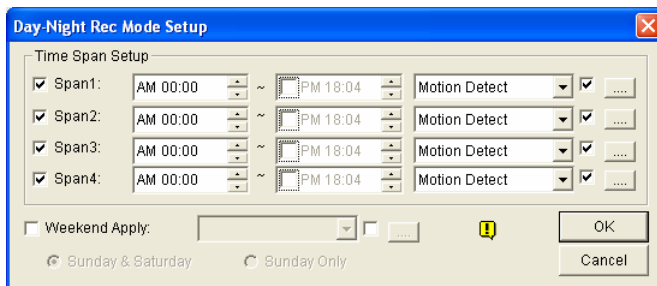 Day-Night Rec Mode Setup
Time Span Setup
Span1: AM 00:00 ~ PM 18:04 Motion Detect ....
Span2: AM 00:00 ~ PM 18:04 Motion Detect ....
Span3: AM 00:00 ~ PM 18:04 Motion Detect ....
Span4: AM 00:00 ~ PM 18:04 Motion Detect ....
Weekend Apply: .... ! OK
Sunday & Saturday Sunday Only Cancel